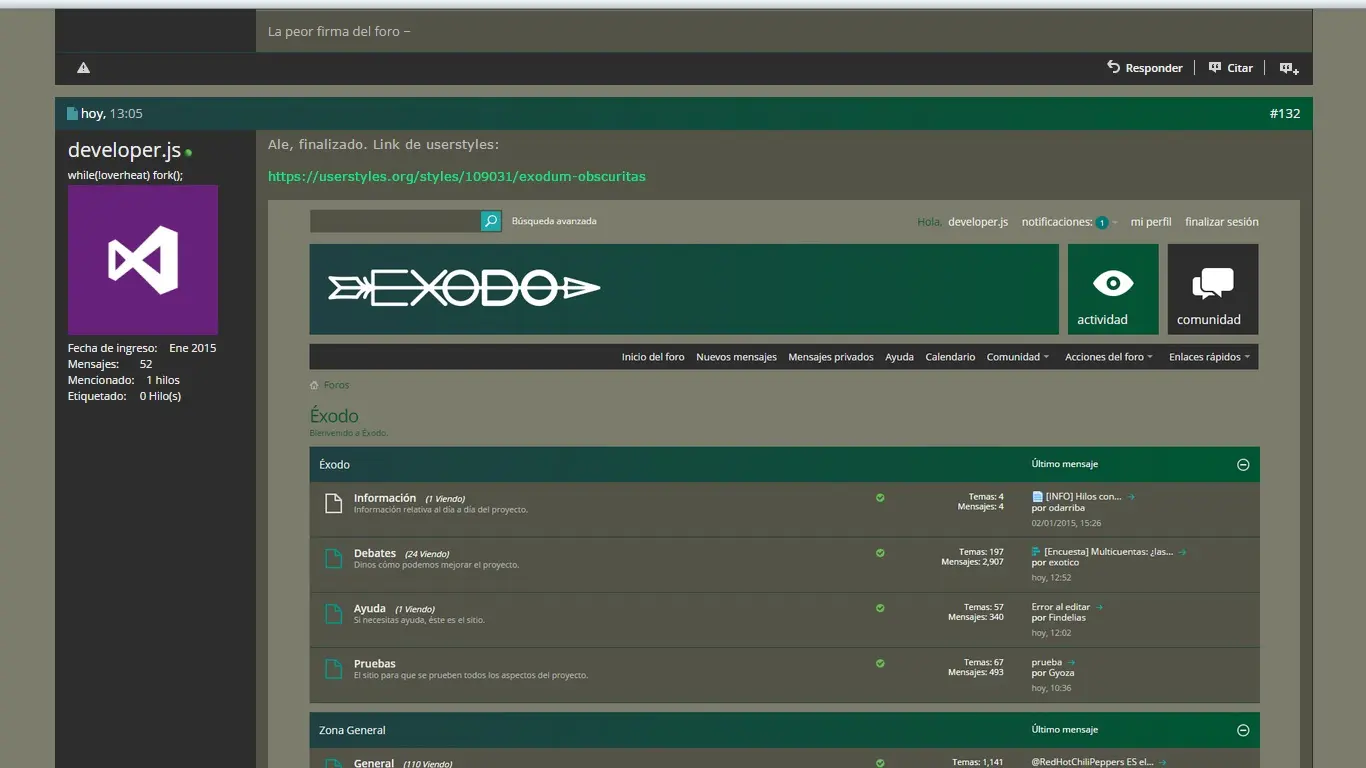 La peor firma del foro ~
Responder
Citar
hoy, 13:05
#132
developer.js
while(!overheat) fork();
Fecha de ingreso: Ene 2015
Mensajes: 52
Mencionado: 1 hilos
Etiquetado: 0 Hilo(s)
Ale, finalizado. Link de userstyles:
https://userstyles.org/styles/109031/exodum-obscuritas
Búsqueda avanzada
Hola, developer.js notificaciones: 1 mi perfil finalizar sesión
EXODO
actividad
comunidad
Inicio del foro Nuevos mensajes Mensajes privados Ayuda Calendario Comunidad Acciones del foro Enlaces rápidos
Foros
Éxodo
Bienvenido a Éxodo.
Éxodo Último mensaje
Información (1 Viendo)
Información relativa al día a día del proyecto.
Temas: 4
Mensajes: 4
[INFO] Hilos con...
por odarriba
02/01/2015, 15:26
Debates (24 Viendo)
Dinos cómo podemos mejorar el proyecto.
Temas: 197
Mensajes: 2,907
[Encuesta] Multicuentas: ¿las...
por exotico
hoy, 12:52
Ayuda (1 Viendo)
Si necesitas ayuda, éste es el sitio.
Temas: 57
Mensajes: 340
Error al editar
por Findelias
hoy, 12:02
Pruebas
El sitio para que se prueben todos los aspectos del proyecto.
Temas: 67
Mensajes: 493
prueba
por Gyoza
hoy, 10:36
Zona General Último mensaje
General (110 Viendo)
Temas: 1,141
@RedHotChiliPeppers ES el...